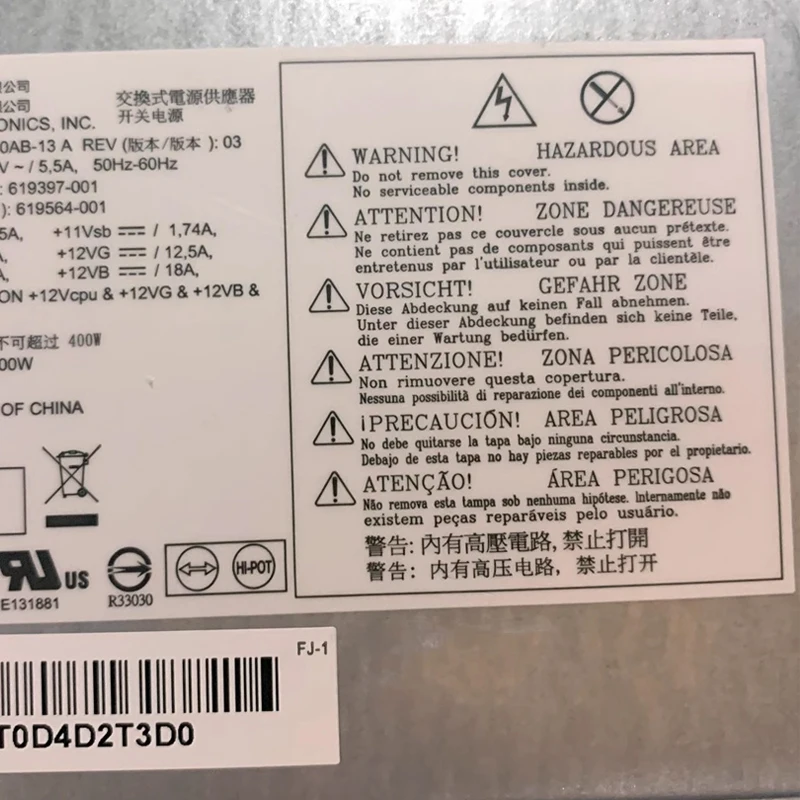 公司
公司
ONICS, INC.
交換式電源供應器
开关电源
0AB-13 A REV (版本/版本 ): 03
V ~ / 5,5A, 50Hz-60Hz
: 619397-001
): 619564-001
5A, +11Vsb ⎓ / 1,74A,
A, +12VG ⎓ / 12,5A,
A, +12VB ⎓ / 18A,
ON +12Vcpu & +12VG & +12VB &
不可超过 400W
00W
OF CHINA
US
E131881
R33030
HI-POT
WARNING! HAZARDOUS AREA
Do not remove this cover.
No serviceable components inside.
ATTENTION! ZONE DANGEREUSE
Ne retirez pas ce couvercle sous aucun prétexte.
Ne contient pas de composants qui puissent être
entretenus par l'utilisateur ou par la clientèle.
VORSICHT! GEFAHR ZONE
Diese Abdeckung auf keinen Fall abnehmen.
Unter dieser Abdeckung befinden sich keine Teile,
die einer Wartung bedürfen.
ATTENZIONE! ZONA PERICOLOSA
Non rimuovere questa copertura.
Nessuna possibilità di reparazione dei componenti all'interno.
¡PRECAUCIÓN! AREA PELIGROSA
No debe quitarse la tapa bajo ninguna circunstancia.
Debajo de esta tapa no hay piezas reparables por el propietario.
ATENÇÃO! ÁREA PERIGOSA
Não remova esta tampa sob nenhuma hipótese. Internamente não
existem peças reparáveis pelo usuário.
警告: 內有高壓電路, 禁止打開
警告: 内有高压电路, 禁止打开
FJ-1
T0D4D2T3D0